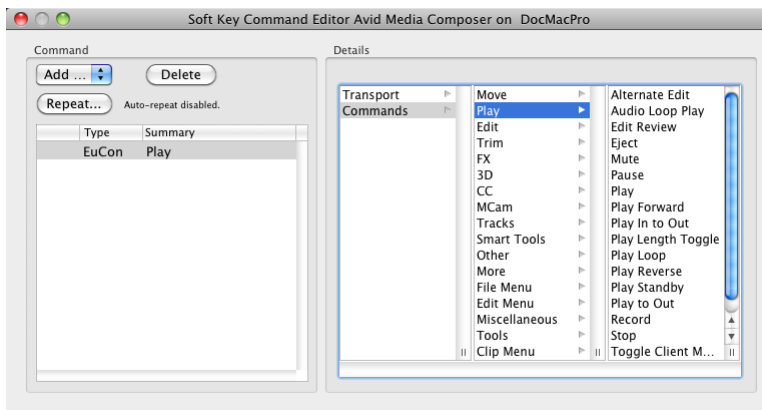 Soft Key Command Editor Avid Media Composer on DocMacPro
Command
Add ...
Delete
Repeat...
Auto-repeat disabled.
Type
Summary
EuCon
Play
Details
Transport
Commands
Move
Play
Edit
Trim
FX
3D
CC
MCam
Tracks
Smart Tools
Other
More
File Menu
Edit Menu
Miscellaneous
Tools
Clip Menu
Alternate Edit
Audio Loop Play
Edit Review
Eject
Mute
Pause
Play
Play Forward
Play In to Out
Play Length Toggle
Play Loop
Play Reverse
Play Standby
Play to Out
Record
Stop
Toggle Client M...